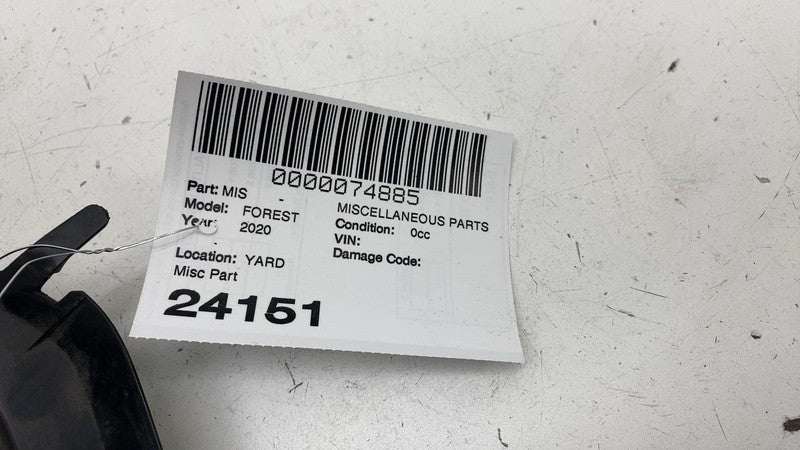 0000074885
Part: MIS - MISCELLANEOUS PARTS
Model: FOREST Condition: 0cc
Year: 2020 VIN:
- Damage Code:
Location: YARD
Misc Part
24151